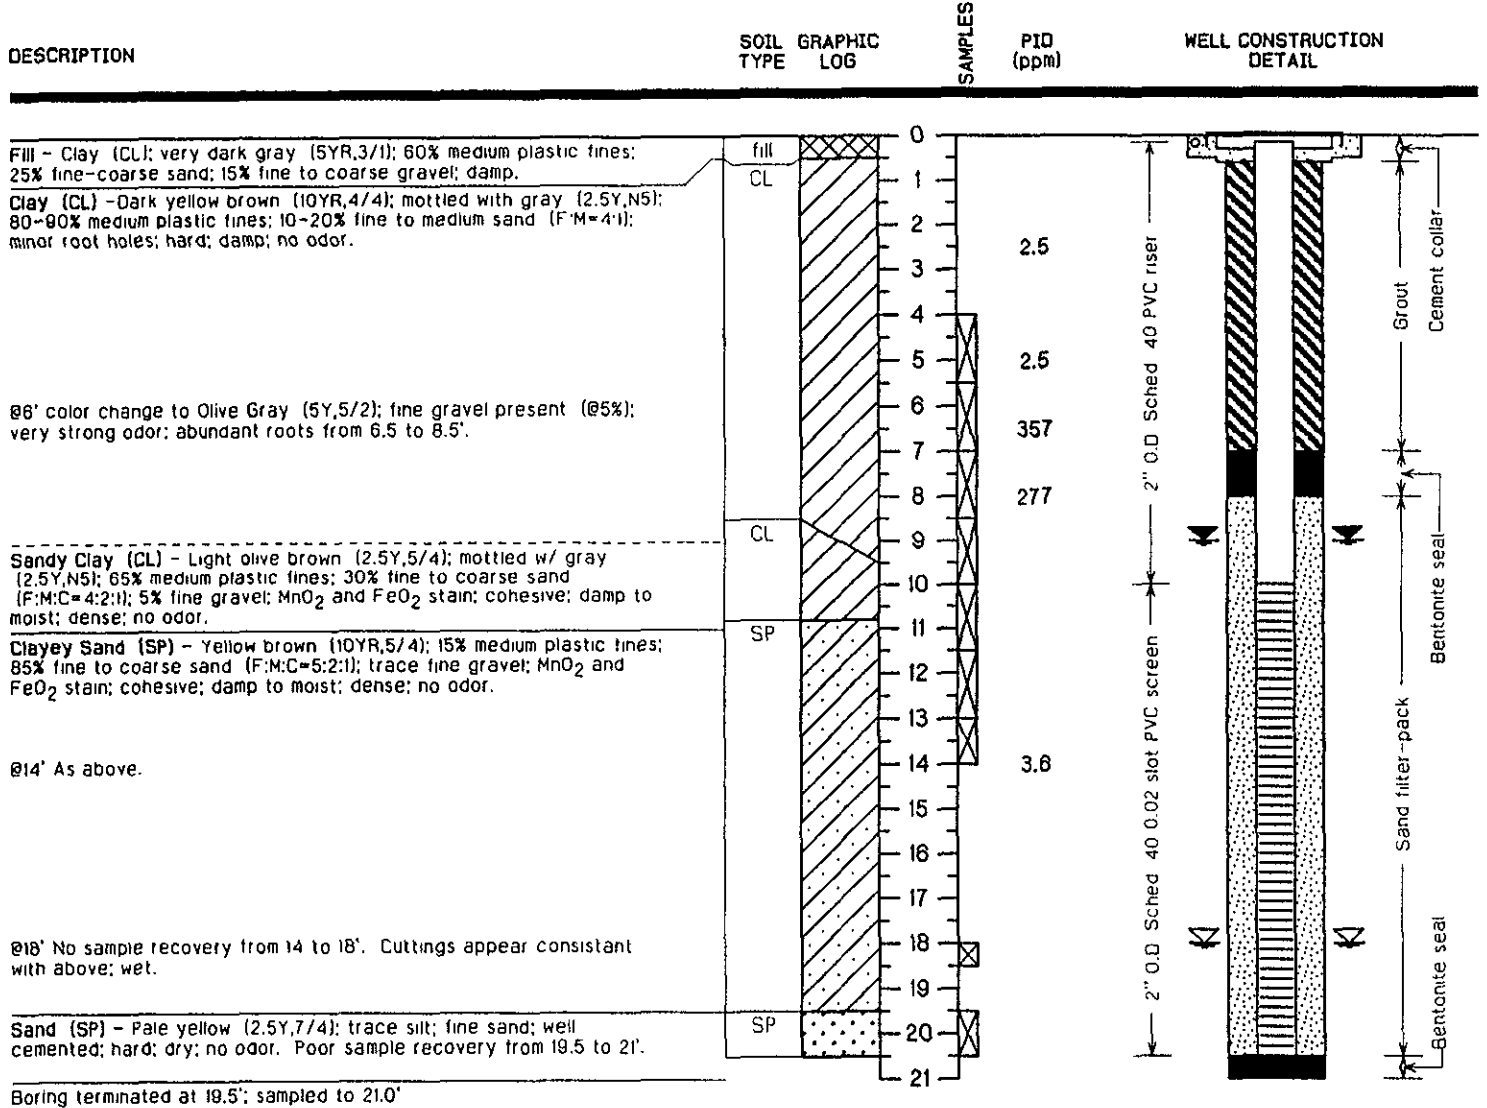 DESCRIPTION
SOIL TYPE
GRAPHIC LOG
SAMPLES
PID (ppm)
WELL CONSTRUCTION DETAIL
Fill - Clay (CL); very dark gray (5YR,3/1); 60% medium plastic fines;
25% fine-coarse sand; 15% fine to coarse gravel; damp.
Clay (CL) -Dark yellow brown (10YR,4/4); mottled with gray (2.5Y,N5);
80-90% medium plastic fines; 10-20% fine to medium sand (F:M=4:1);
minor root holes; hard; damp; no odor.
@6' color change to Olive Gray (5Y,5/2); fine gravel present (@5%);
very strong odor; abundant roots from 6.5 to 8.5'.
Sandy Clay (CL) - Light olive brown (2.5Y,5/4); mottled w/ gray
(2.5Y,N5); 65% medium plastic fines; 30% fine to coarse sand
(F:M:C=4:2:1); 5% fine gravel; MnO2 and FeO2 stain; cohesive; damp to
moist; dense; no odor.
Clayey Sand (SP) - Yellow brown (10YR,5/4); 15% medium plastic fines;
85% fine to coarse sand (F:M:C=5:2:1); trace fine gravel; MnO2 and
FeO2 stain; cohesive; damp to moist; dense; no odor.
@14' As above.
@18' No sample recovery from 14 to 18'. Cuttings appear consistant
with above; wet.
Sand (SP) - Pale yellow (2.5Y,7/4); trace silt; fine sand; well
cemented; hard; dry; no odor. Poor sample recovery from 19.5 to 21'.
Boring terminated at 19.5'; sampled to 21.0'
fill
CL
CL
SP
SP
0
1
2
3
4
5
6
7
8
9
10
11
12
13
14
15
16
17
18
19
20
21
2.5
2.5
357
277
3.6
2" O.D Sched 40 PVC riser
2" O.D Sched 40 0.02 slot PVC screen
Grout
Cement collar
Bentonite seal
Sand filter-pack
Bentonite seal